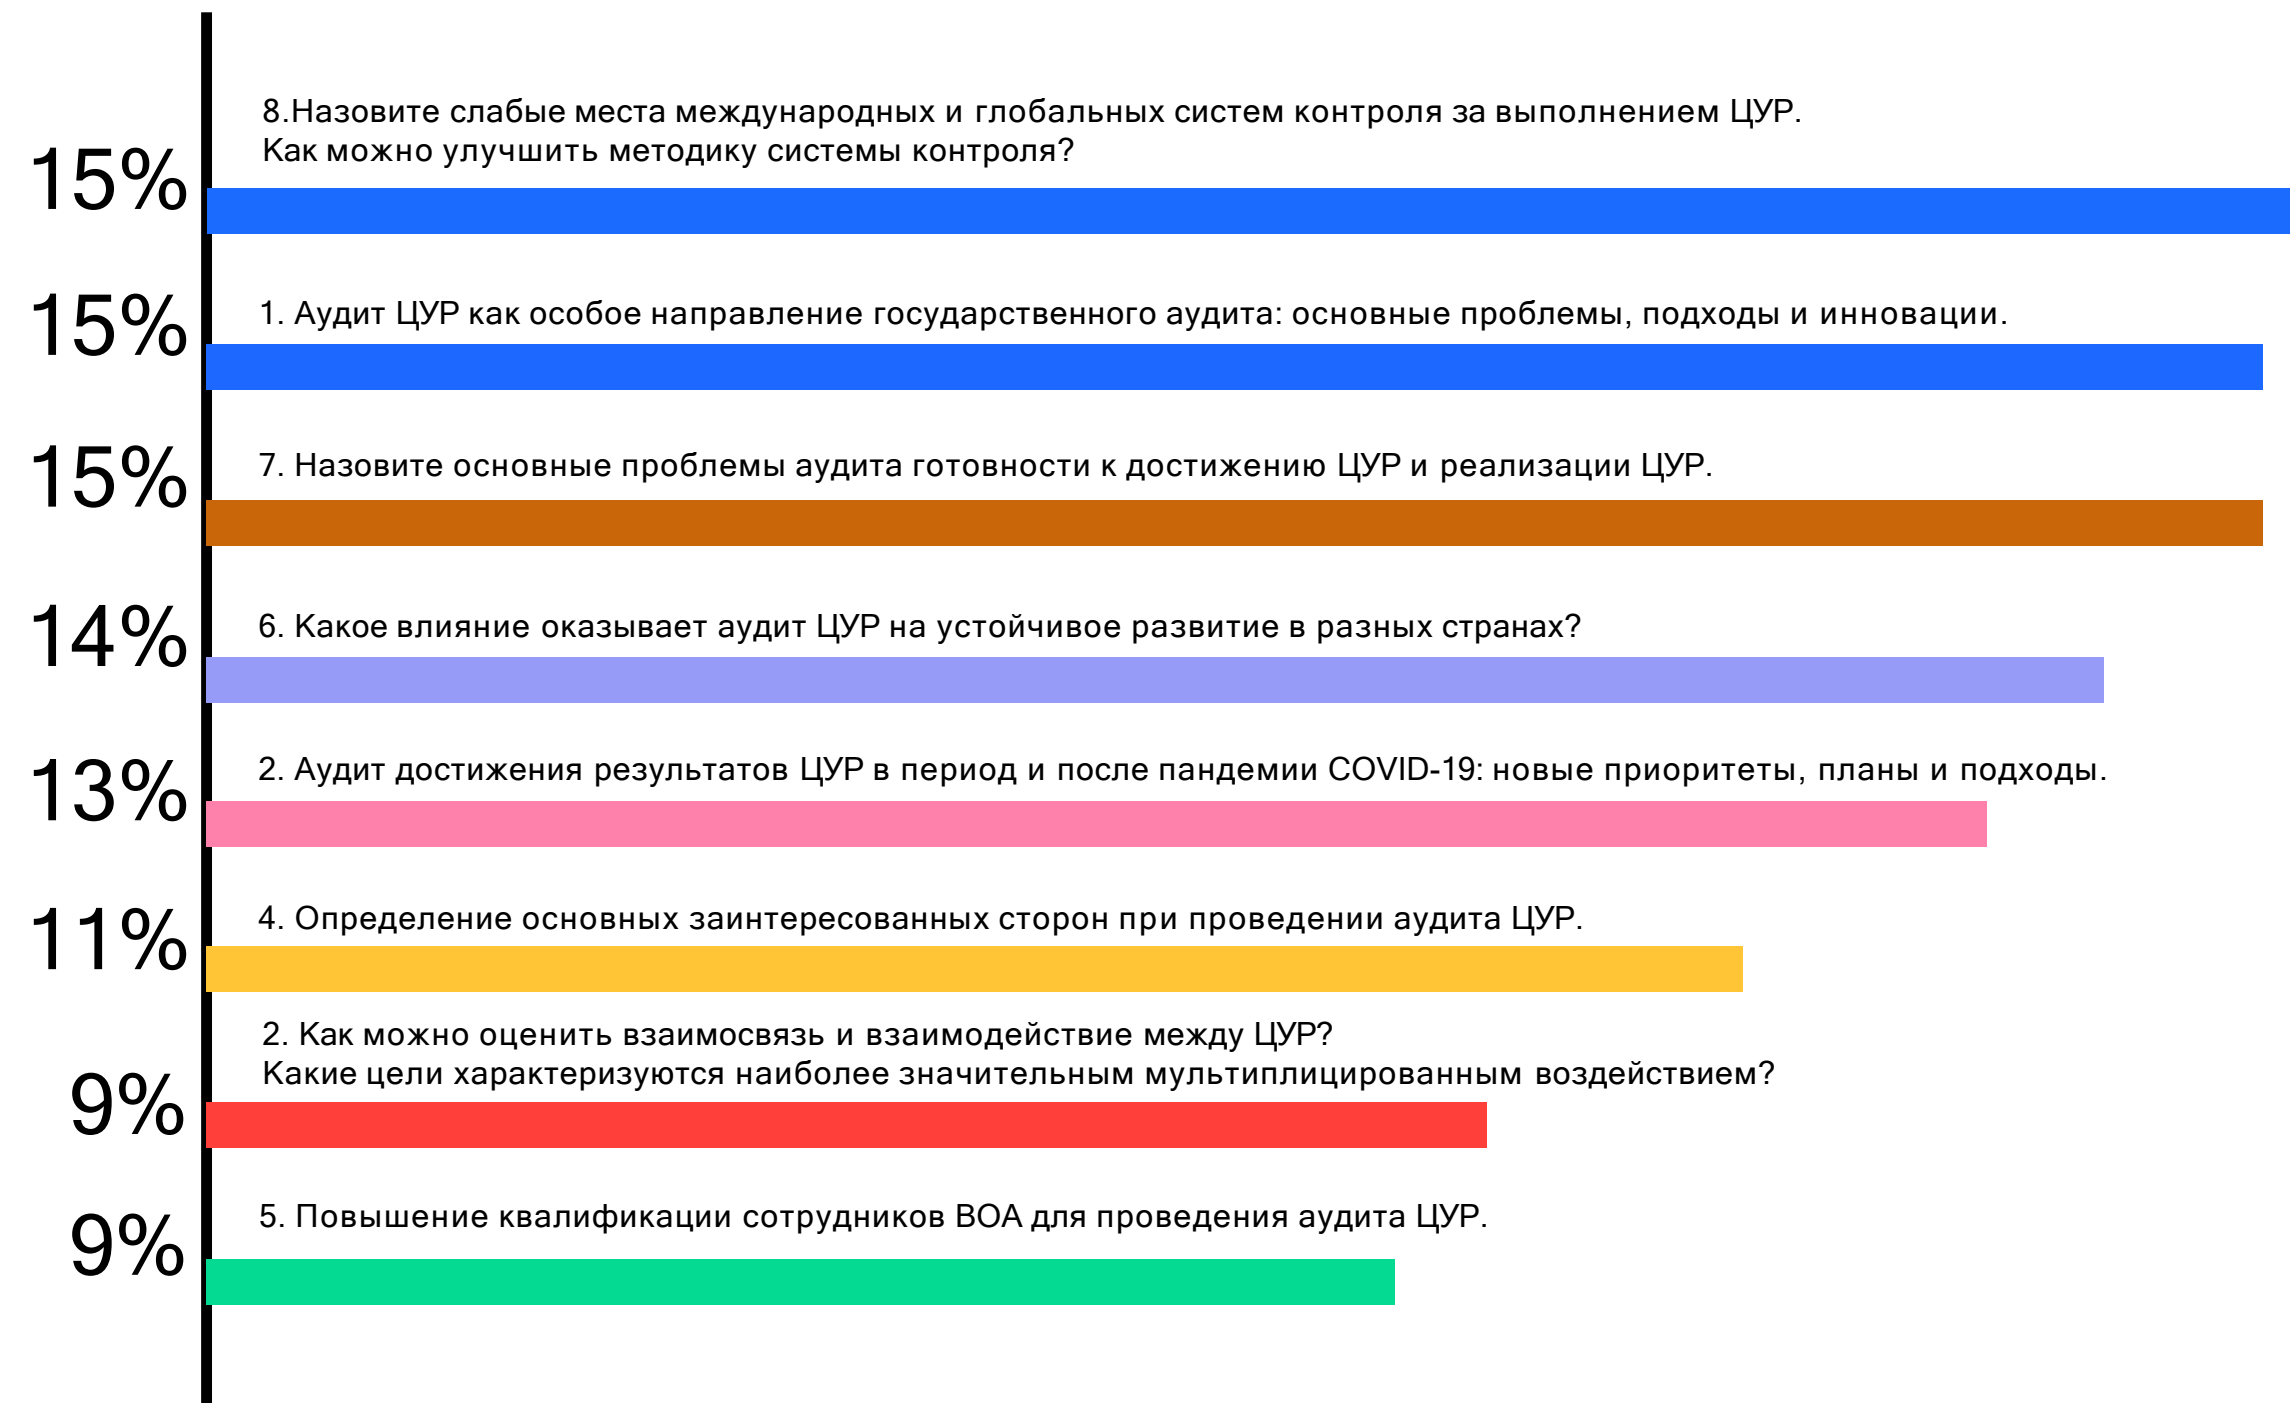 8.Назовите слабые места международных и глобальных систем контроля за выполнением ЦУР.
Как можно улучшить методику системы контроля?
15%
1. Аудит ЦУР как особое направление государственного аудита: основные проблемы, подходы и инновации.
15%
7. Назовите основные проблемы аудита готовности к достижению ЦУР и реализации ЦУР.
15%
6. Какое влияние оказывает аудит ЦУР на устойчивое развитие в разных странах?
14%
2. Аудит достижения результатов ЦУР в период и после пандемии COVID-19: новые приоритеты, планы и подходы.
13%
4. Определение основных заинтересованных сторон при проведении аудита ЦУР.
11%
2. Как можно оценить взаимосвязь и взаимодействие между ЦУР?
Какие цели характеризуются наиболее значительным мультиплицированным воздействием?
9%
5. Повышение квалификации сотрудников ВОА для проведения аудита ЦУР.
9%